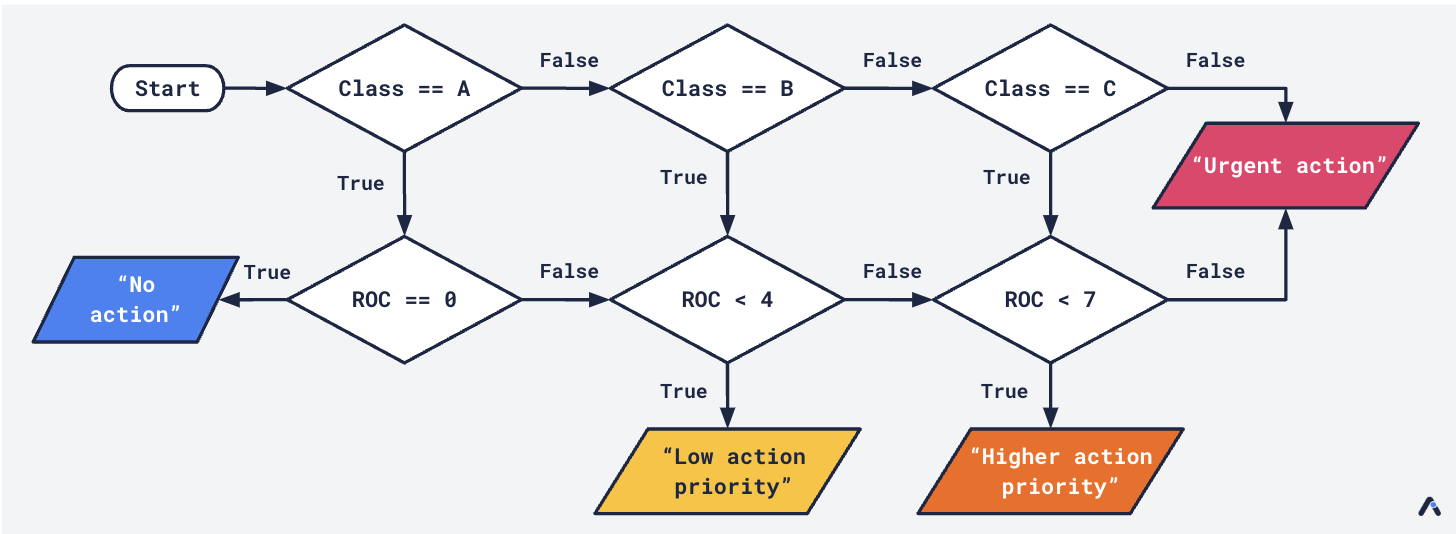 Start
Class == A
False
Class == B
False
Class == C
False
“Urgent action”
True
True
True
“No
action”
True
ROC == 0
False
ROC < 4
False
ROC < 7
False
True
True
“Low action
priority”
“Higher action
priority”